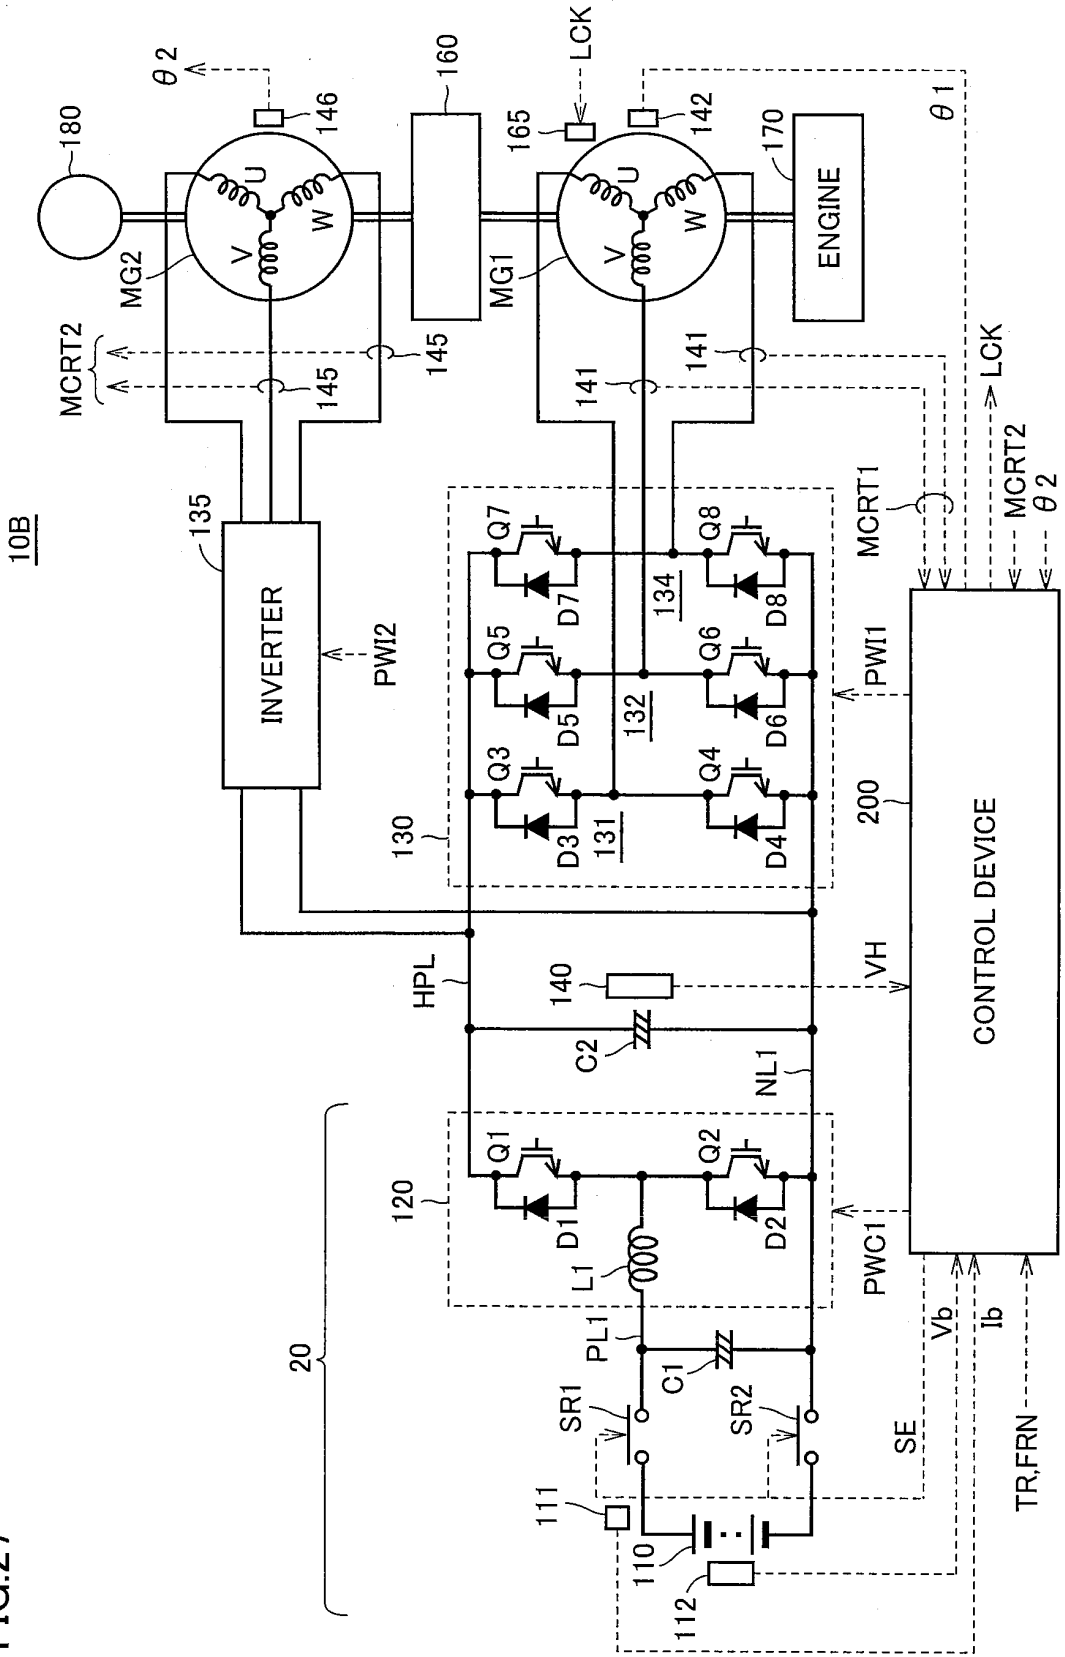 FIG.27
10B
20
110
111
112
SR1
SR2
PL1
C1
120
L1
Q1
D1
Q2
D2
C2
140
HPL
NL1
130
Q3
D3
131
Q4
D4
Q5
D5
132
Q6
D6
Q7
D7
134
Q8
D8
135
INVERTER
PWI2
MCRT2
145
145
MG2
U
V
W
146
θ2
180
160
MG1
U
V
W
165
LCK
142
141
141
170
ENGINE
θ1
MCRT1
LCK
MCRT2
θ2
PWI1
200
VH
PWC1
CONTROL DEVICE
SE
Vb
Ib
TR,FRN